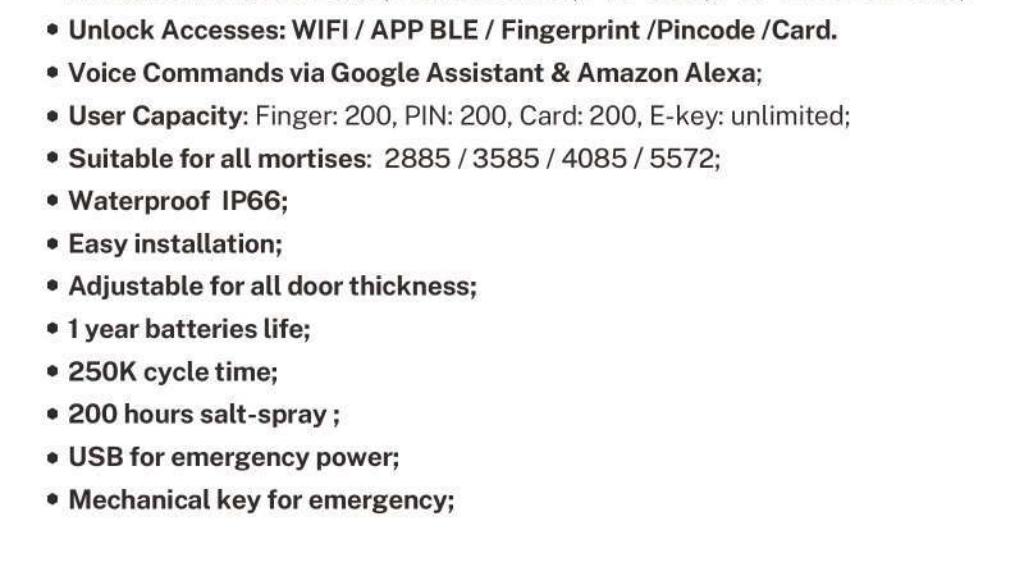 • Unlock Accesses: WIFI / APP BLE / Fingerprint /Pincode /Card.
• Voice Commands via Google Assistant & Amazon Alexa;
• User Capacity: Finger: 200, PIN: 200, Card: 200, E-key: unlimited;
• Suitable for all mortises: 2885 / 3585 / 4085 / 5572;
• Waterproof IP66;
• Easy installation;
• Adjustable for all door thickness;
• 1 year batteries life;
• 250K cycle time;
• 200 hours salt-spray ;
• USB for emergency power;
• Mechanical key for emergency;